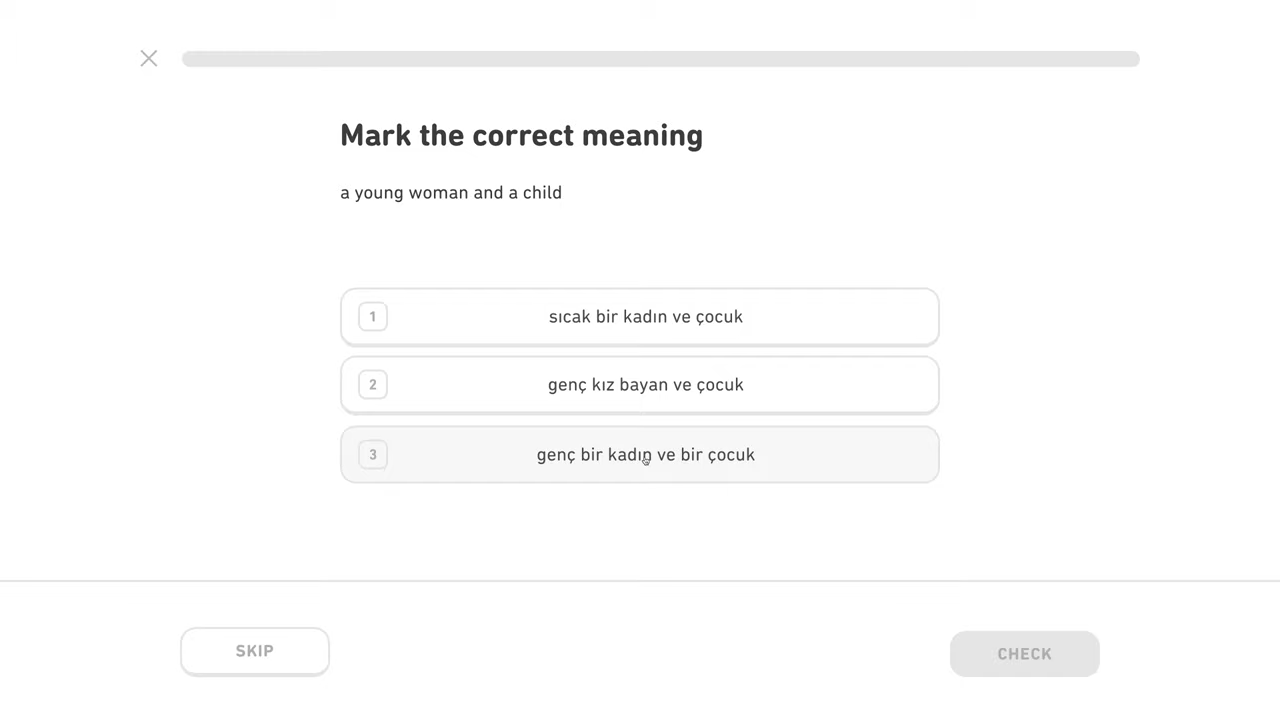 Mark the correct meaning
a young woman and a child
1 sıcak bir kadın ve çocuk
2 genç kız bayan ve çocuk
3 genç bir kadın ve bir çocuk
SKIP
CHECK